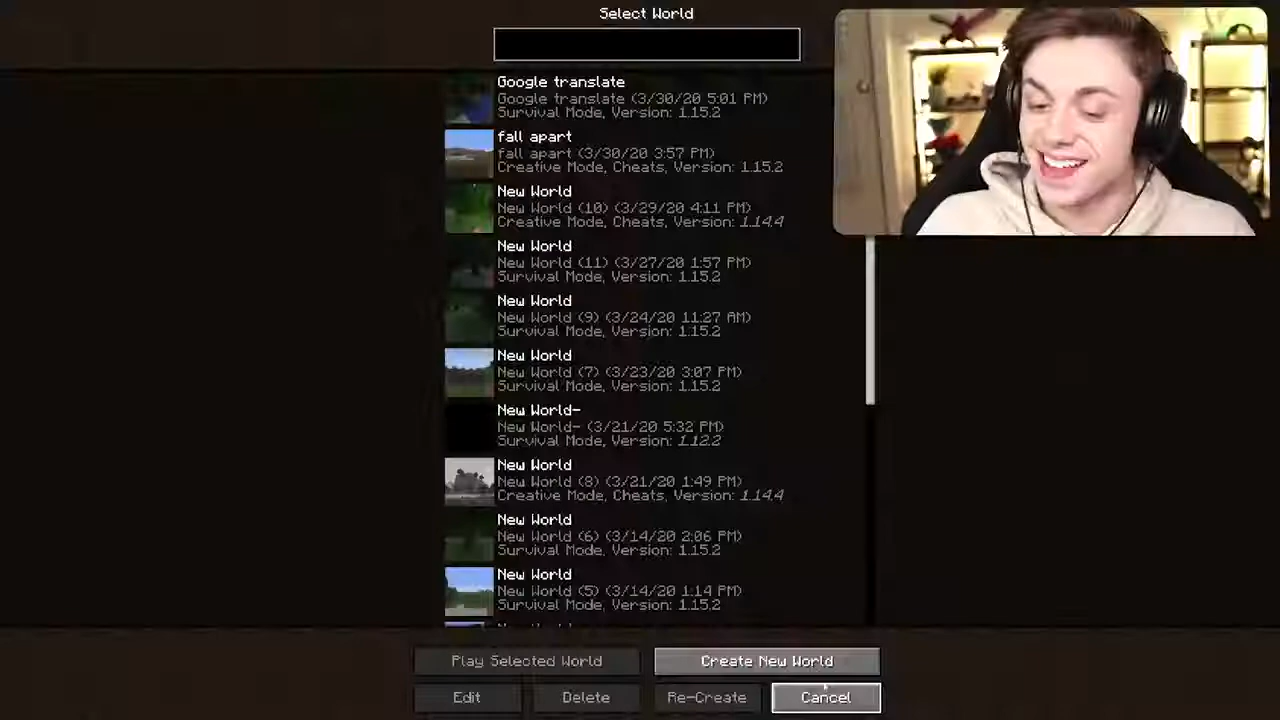 Select World
Google translate
Google translate (3/30/20 5:01 PM)
Survival Mode, Version: 1.15.2
fall apart
fall apart (3/30/20 3:57 PM)
Creative Mode, Cheats, Version: 1.15.2
New World
New World (10) (3/29/20 4:11 PM)
Creative Mode, Cheats, Version: 1.14.4
New World
New World (11) (3/27/20 1:57 PM)
Survival Mode, Version: 1.15.2
New World
New World (9) (3/24/20 11:27 AM)
Survival Mode, Version: 1.15.2
New World
New World (7) (3/23/20 3:07 PM)
Survival Mode, Version: 1.15.2
New World-
New World- (3/21/20 5:32 PM)
Survival Mode, Version: 1.12.2
New World
New World (8) (3/21/20 1:49 PM)
Creative Mode, Cheats, Version: 1.14.4
New World
New World (6) (3/14/20 2:06 PM)
Survival Mode, Version: 1.15.2
New World
New World (5) (3/14/20 1:14 PM)
Survival Mode, Version: 1.15.2
Play Selected World
Create New World
Edit
Delete
Re-Create
Cancel